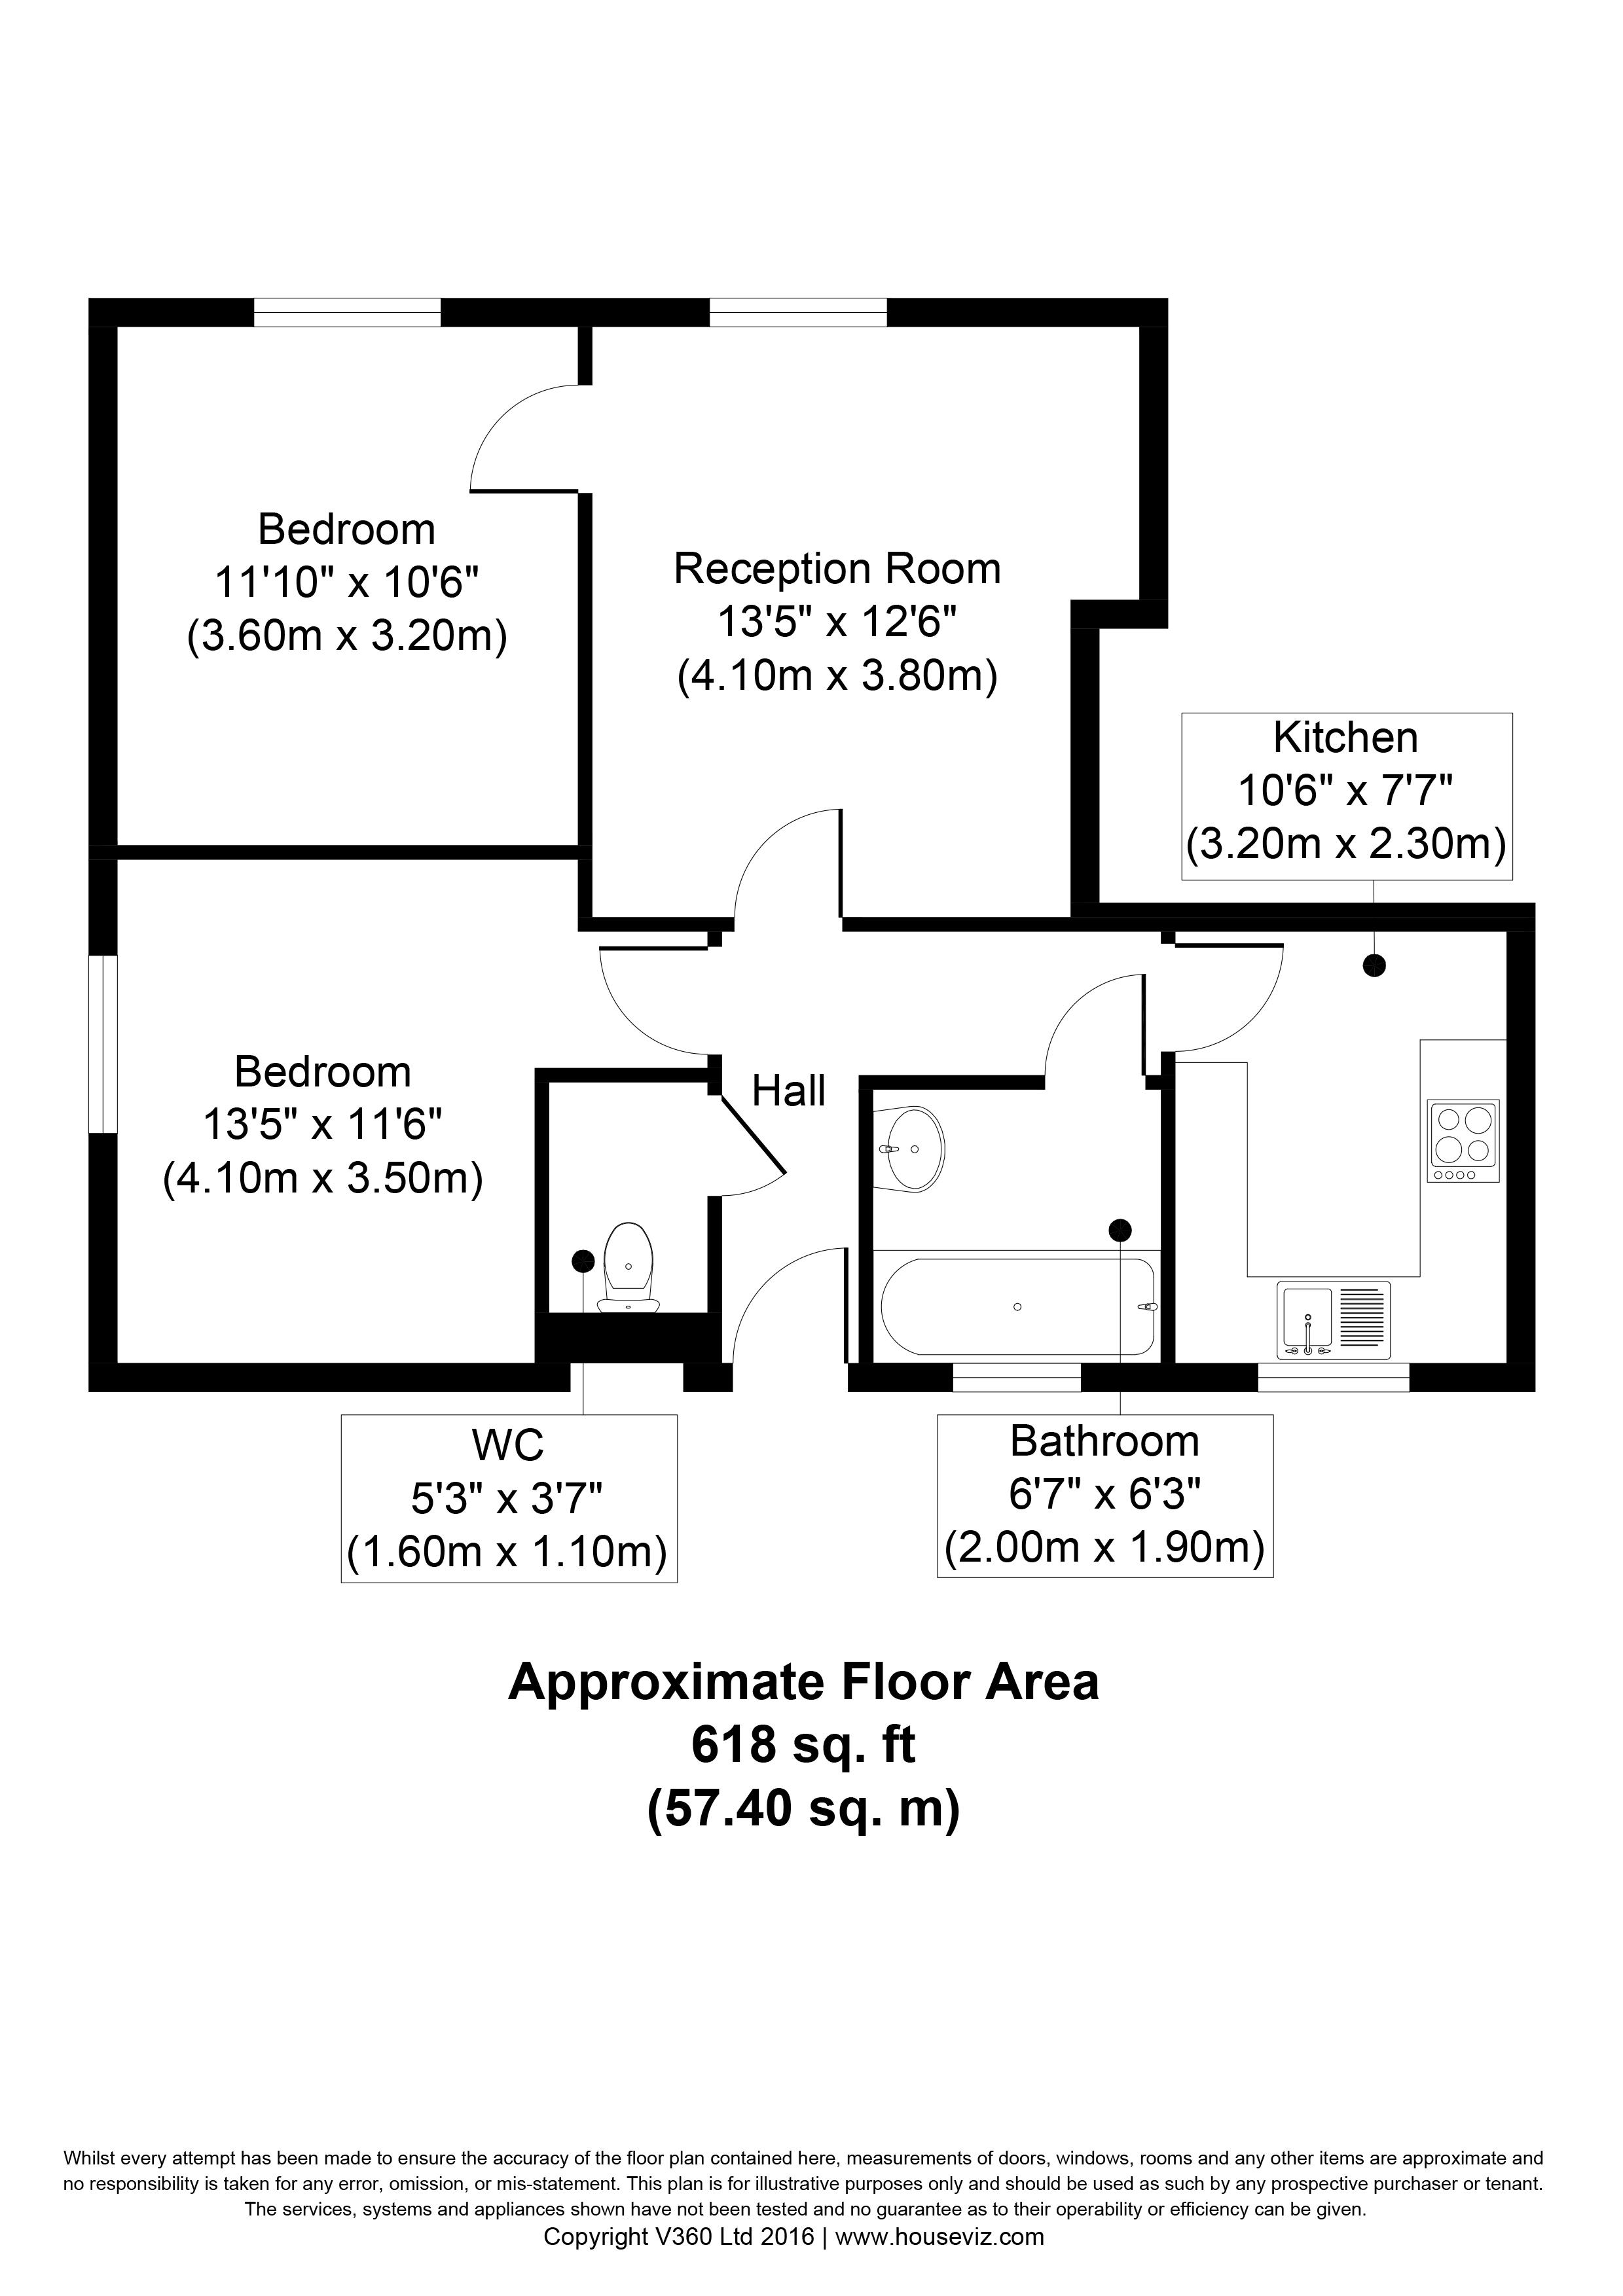 Bedroom
11'10" x 10'6"
(3.60m x 3.20m)
Reception Room
13'5" x 12'6"
(4.10m x 3.80m)
Kitchen
10'6" x 7'7"
(3.20m x 2.30m)
Bedroom
13'5" x 11'6"
(4.10m x 3.50m)
Hall
WC
5'3" x 3'7"
(1.60m x 1.10m)
Bathroom
6'7" x 6'3"
(2.00m x 1.90m)
Approximate Floor Area
618 sq. ft
(57.40 sq. m)
Whilst every attempt has been made to ensure the accuracy of the floor plan contained here, measurements of doors, windows, rooms and any other items are approximate and
no responsibility is taken for any error, omission, or mis-statement. This plan is for illustrative purposes only and should be used as such by any prospective purchaser or tenant.
The services, systems and appliances shown have not been tested and no guarantee as to their operability or efficiency can be given.
Copyright V360 Ltd 2016 | www.houseviz.com